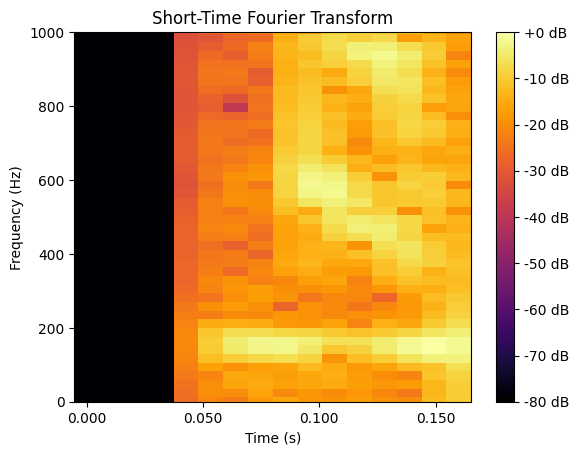 Short-Time Fourier Transform
1000
800
600
400
200
0
Frequency (Hz)
0.000
0.050
0.100
0.150
Time (s)
+0 dB
-10 dB
-20 dB
-30 dB
-40 dB
-50 dB
-60 dB
-70 dB
-80 dB